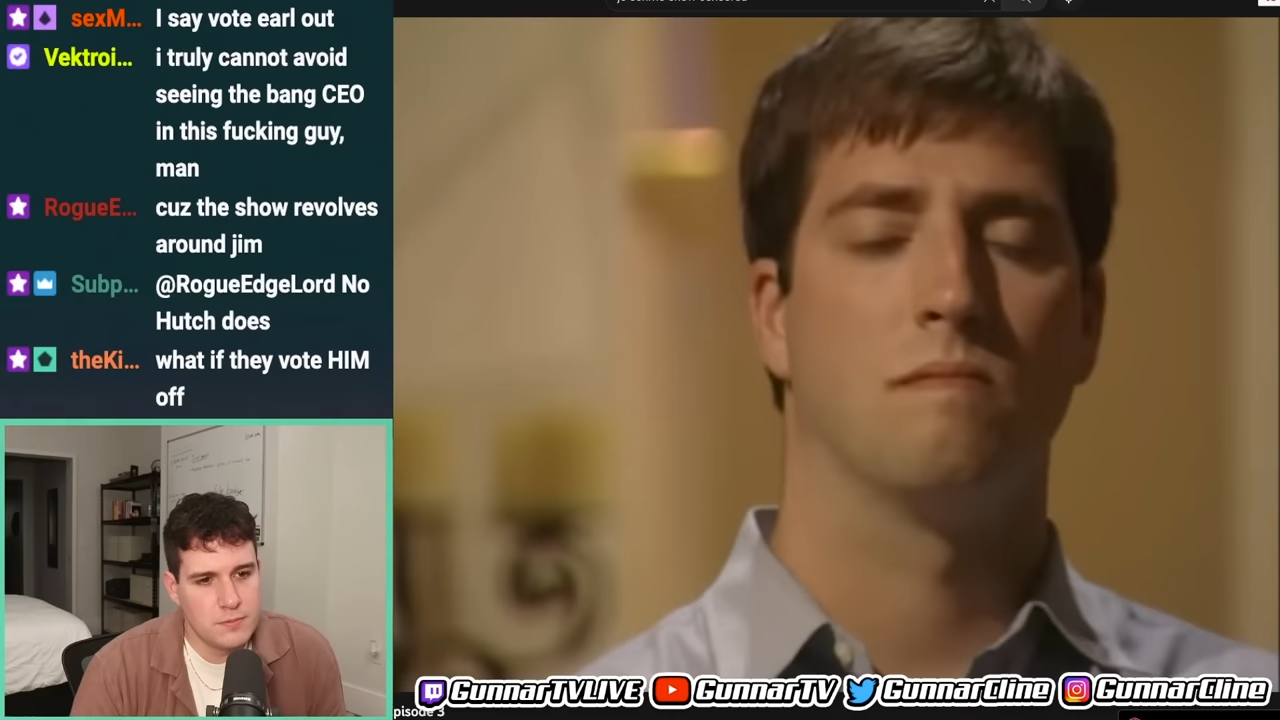 sexM… I say vote earl out
Vektroi… i truly cannot avoid
seeing the bang CEO
in this fucking guy,
man
RogueE… cuz the show revolves
around jim
Subp… @RogueEdgeLord No
Hutch does
theKi… what if they vote HIM
off
GunnarTVLIVE GunnarTV GunnarCline GunnarCline
pisode 3